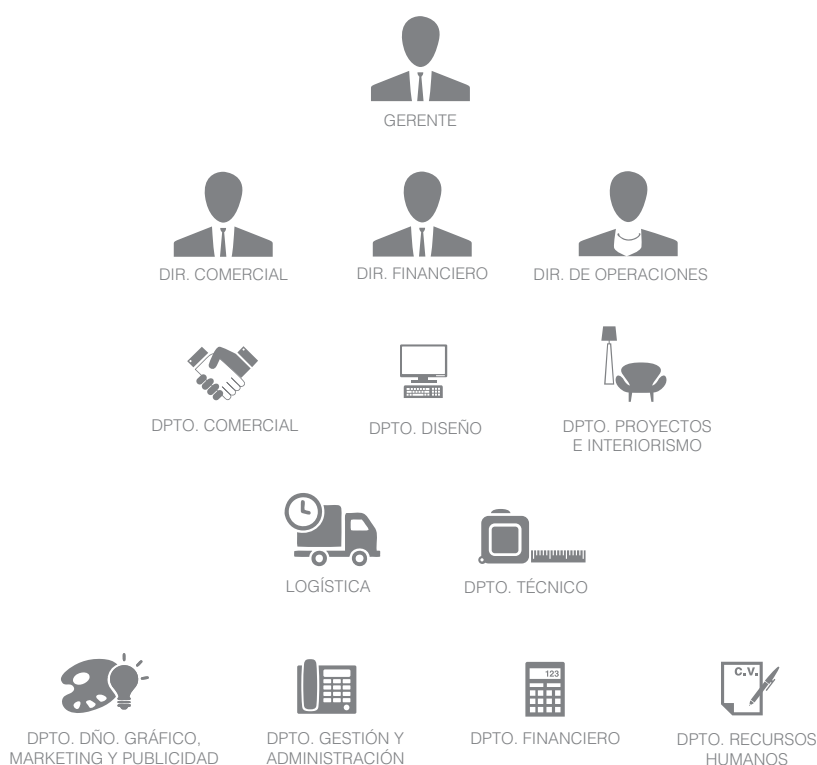 GERENTE
DIR. COMERCIAL
DIR. FINANCIERO
DIR. DE OPERACIONES
DPTO. COMERCIAL
DPTO. DISEÑO
DPTO. PROYECTOS
E INTERIORISMO
LOGÍSTICA
DPTO. TÉCNICO
123
C.V.
DPTO. DÑO. GRÁFICO,
MARKETING Y PUBLICIDAD
DPTO. GESTIÓN Y
ADMINISTRACIÓN
DPTO. FINANCIERO
DPTO. RECURSOS
HUMANOS